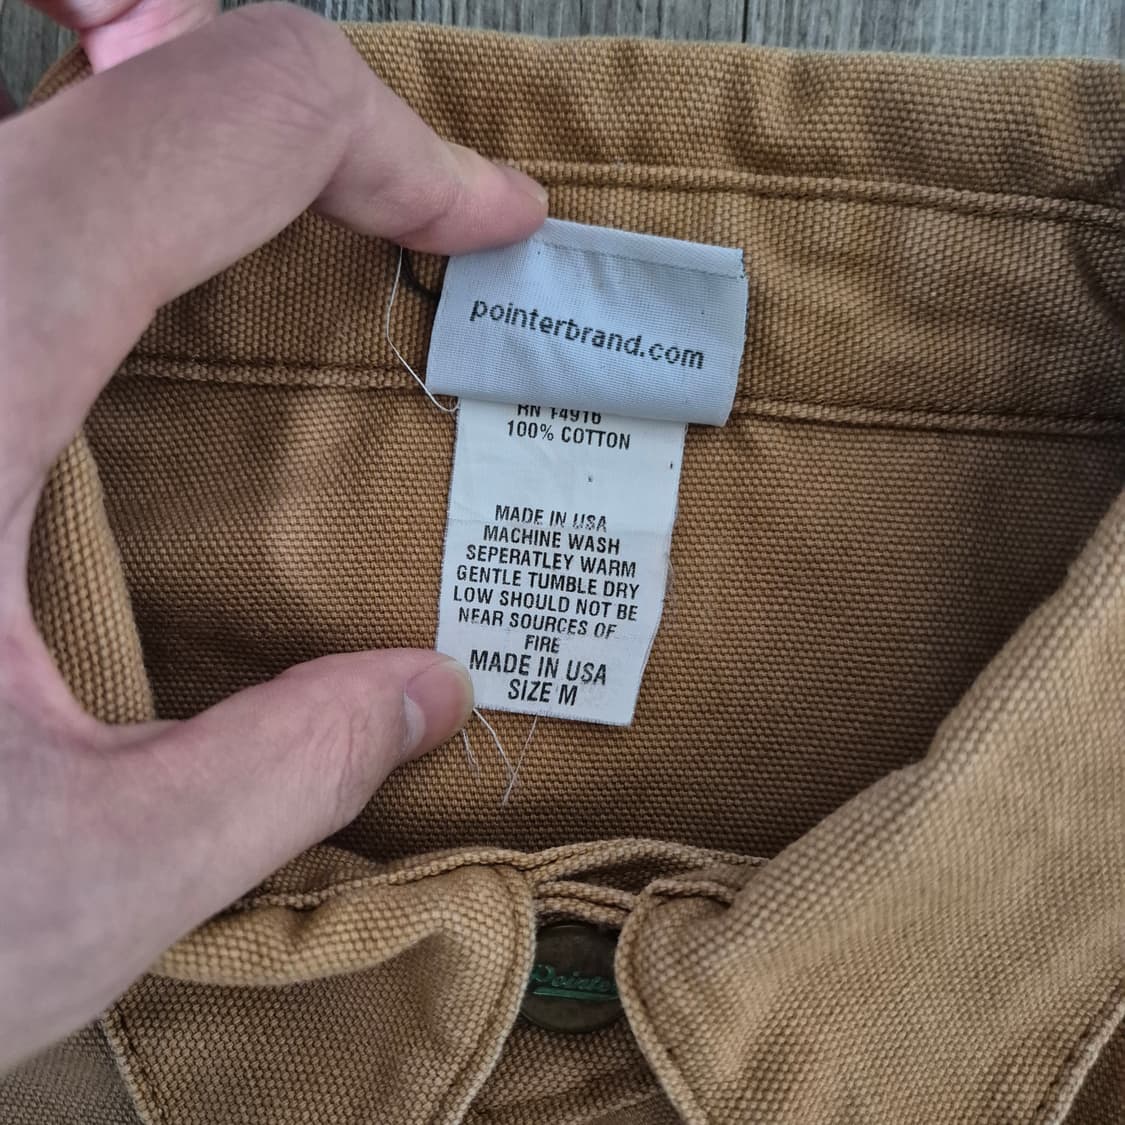 pointerbrand.com
RN 14916
100% COTTON
MADE IN USA
MACHINE WASH
SEPERATLEY WARM
GENTLE TUMBLE DRY
LOW SHOULD NOT BE
NEAR SOURCES OF
FIRE
MADE IN USA
SIZE M